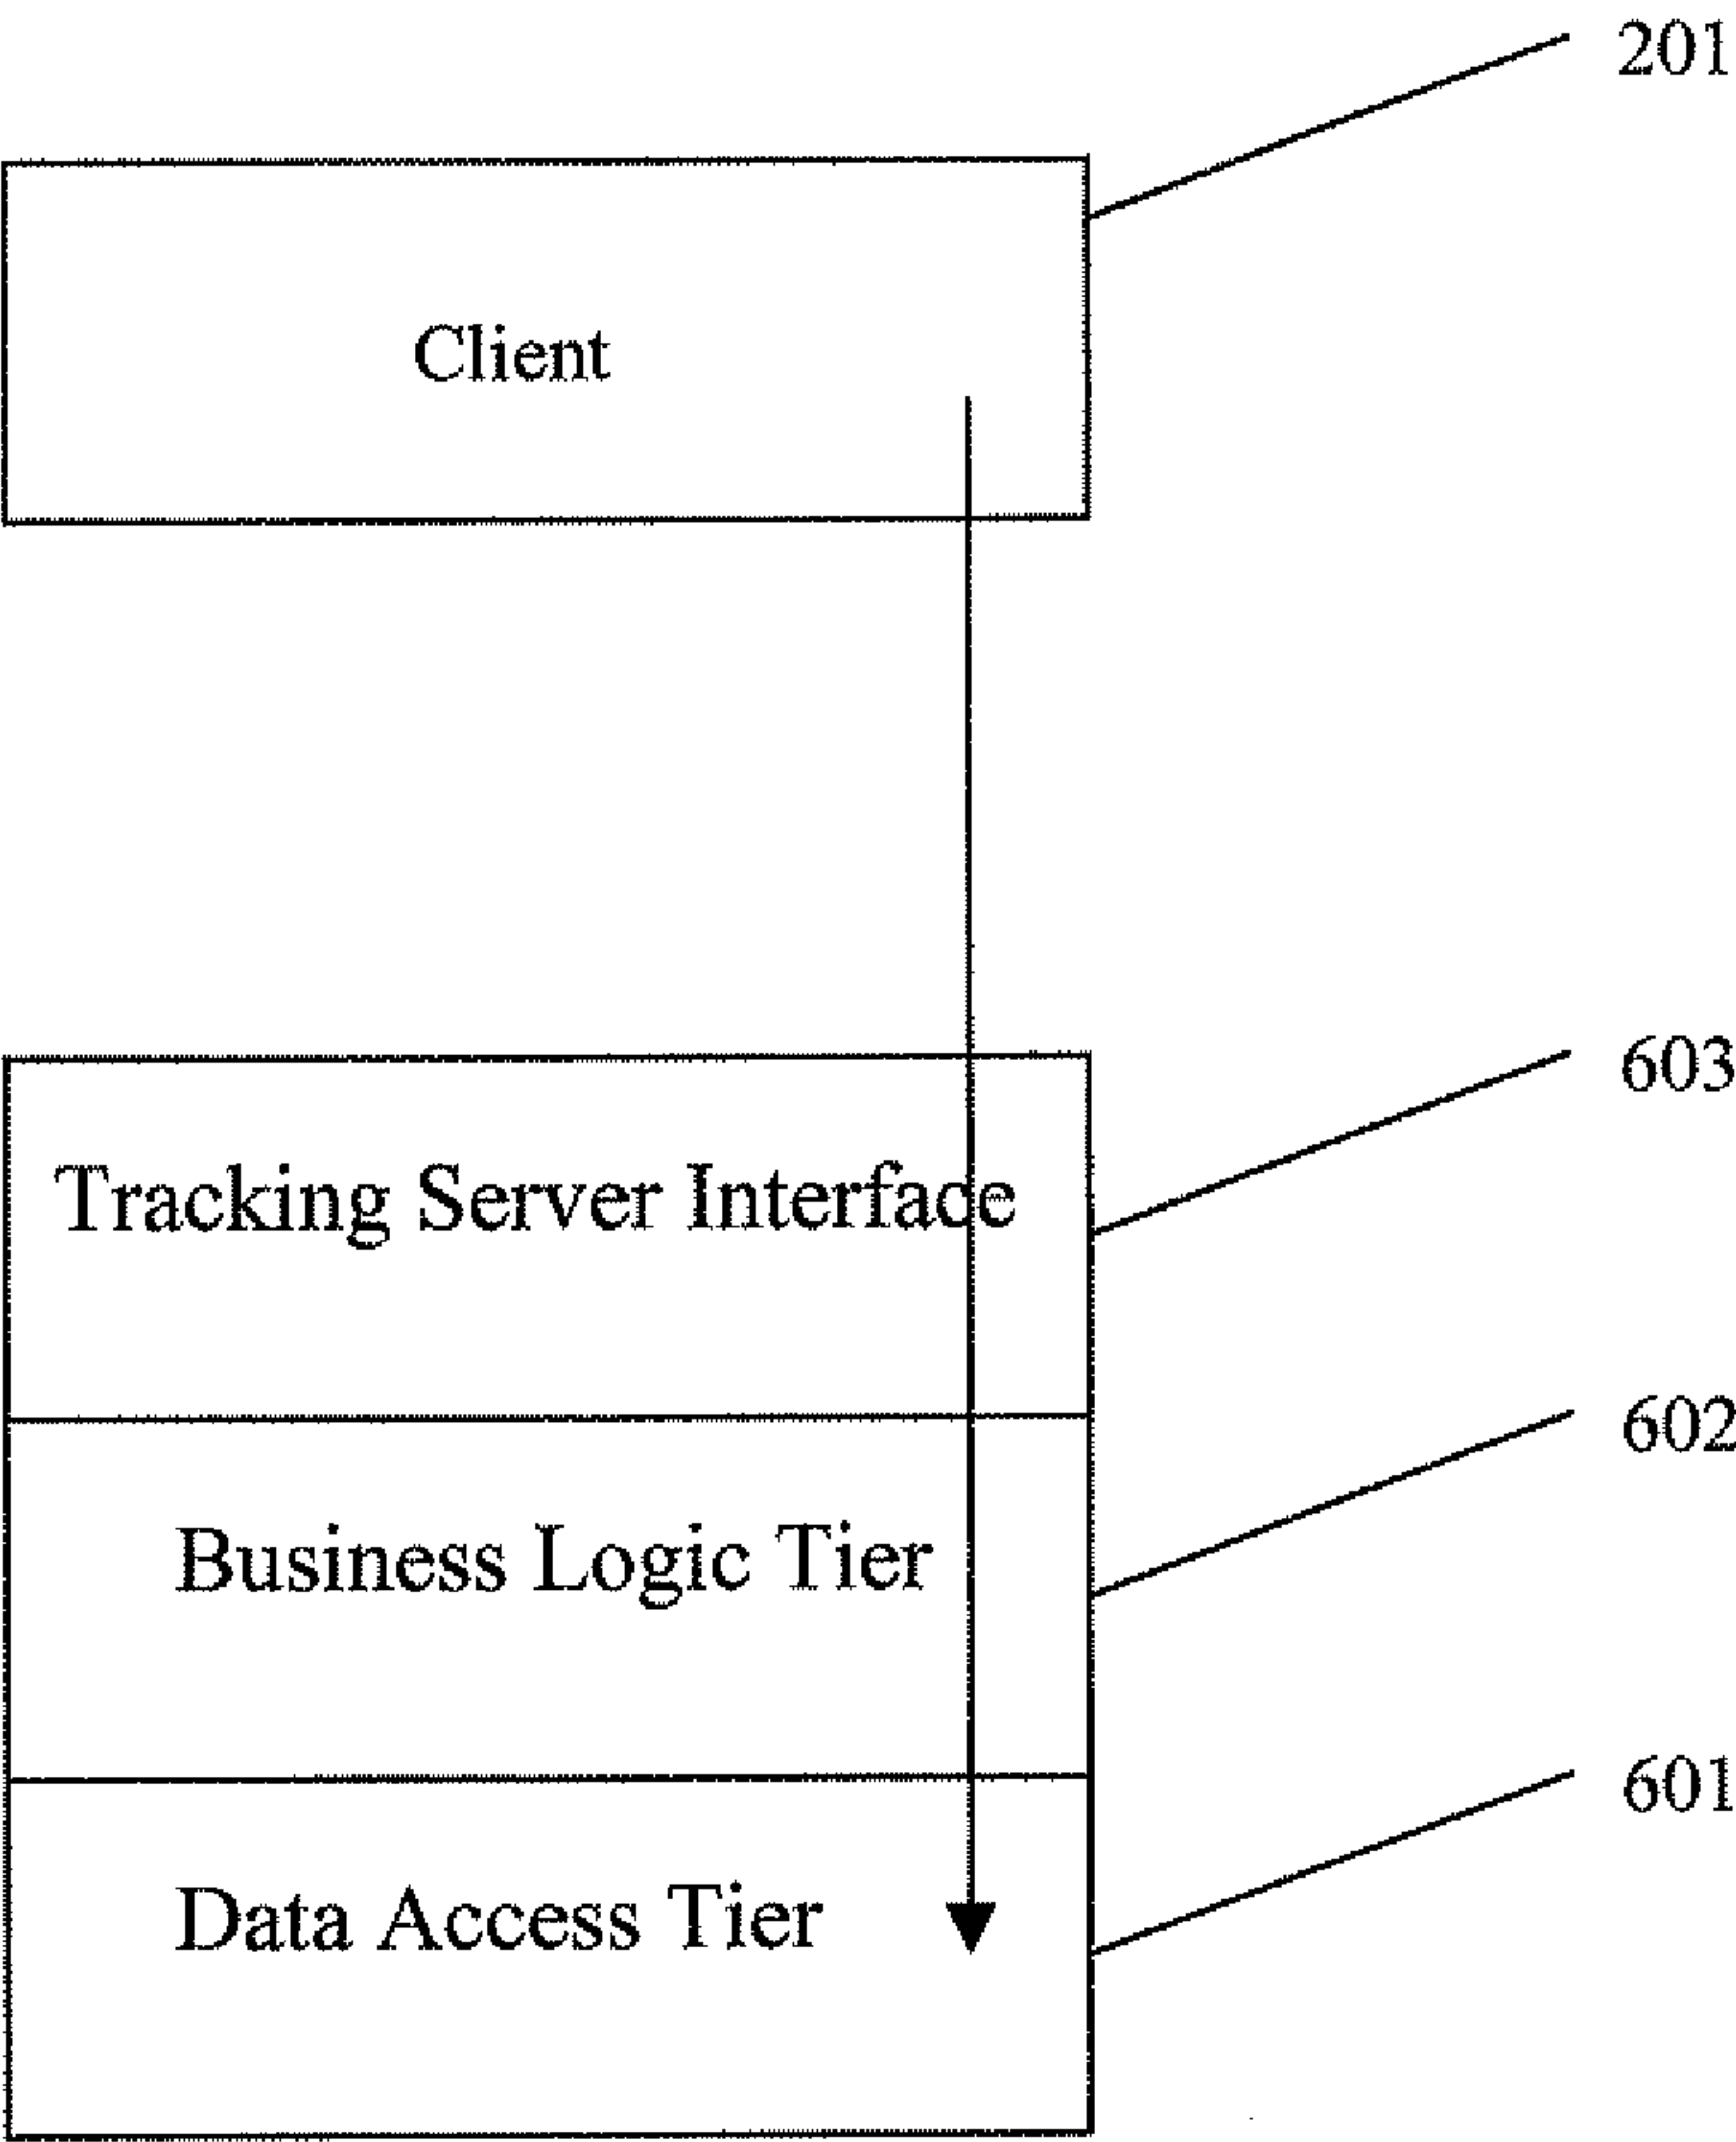 201
Client
603
Tracking Server Interface
602
Business Logic Tier
601
Data Access Tier